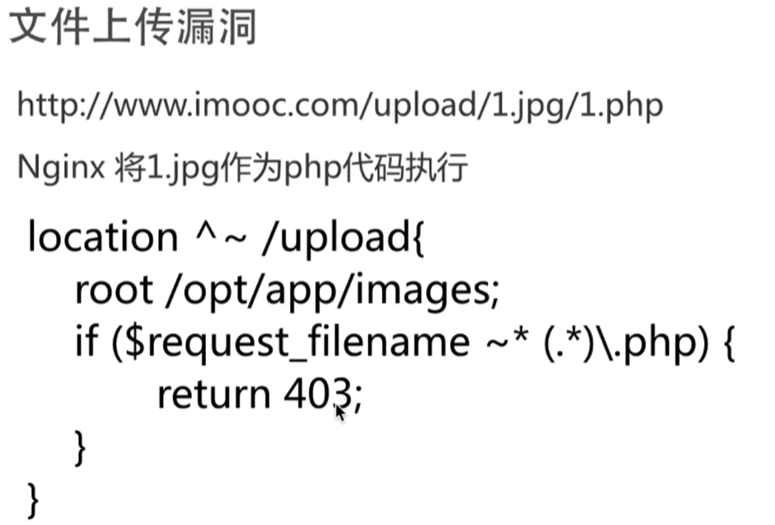 文件上传漏洞
http://www.imooc.com/upload/1.jpg/1.php
Nginx 将1.jpg作为php代码执行
location ^~ /upload{
root /opt/app/images;
if ($request_filename ~* (.*)\.php) {
return 403;
}
}